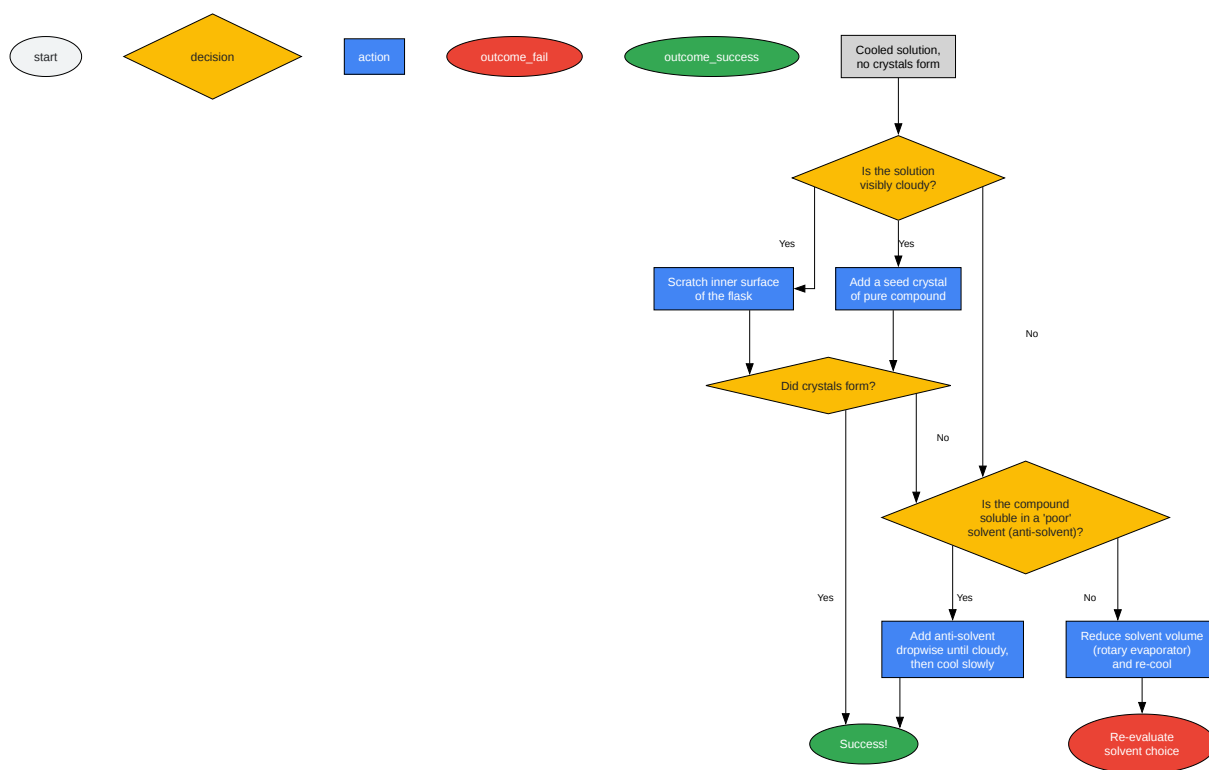 start
decision
action
outcome_fail
outcome_success
Cooled solution,
no crystals form
Is the solution
visibly cloudy?
Yes
Yes
Scratch inner surface
of the flask
Add a seed crystal
of pure compound
No
Did crystals form?
No
Is the compound
soluble in a 'poor'
solvent (anti-solvent)?
Yes
Yes
No
Add anti-solvent
dropwise until cloudy,
then cool slowly
Reduce solvent volume
(rotary evaporator)
and re-cool
Success!
Re-evaluate
solvent choice